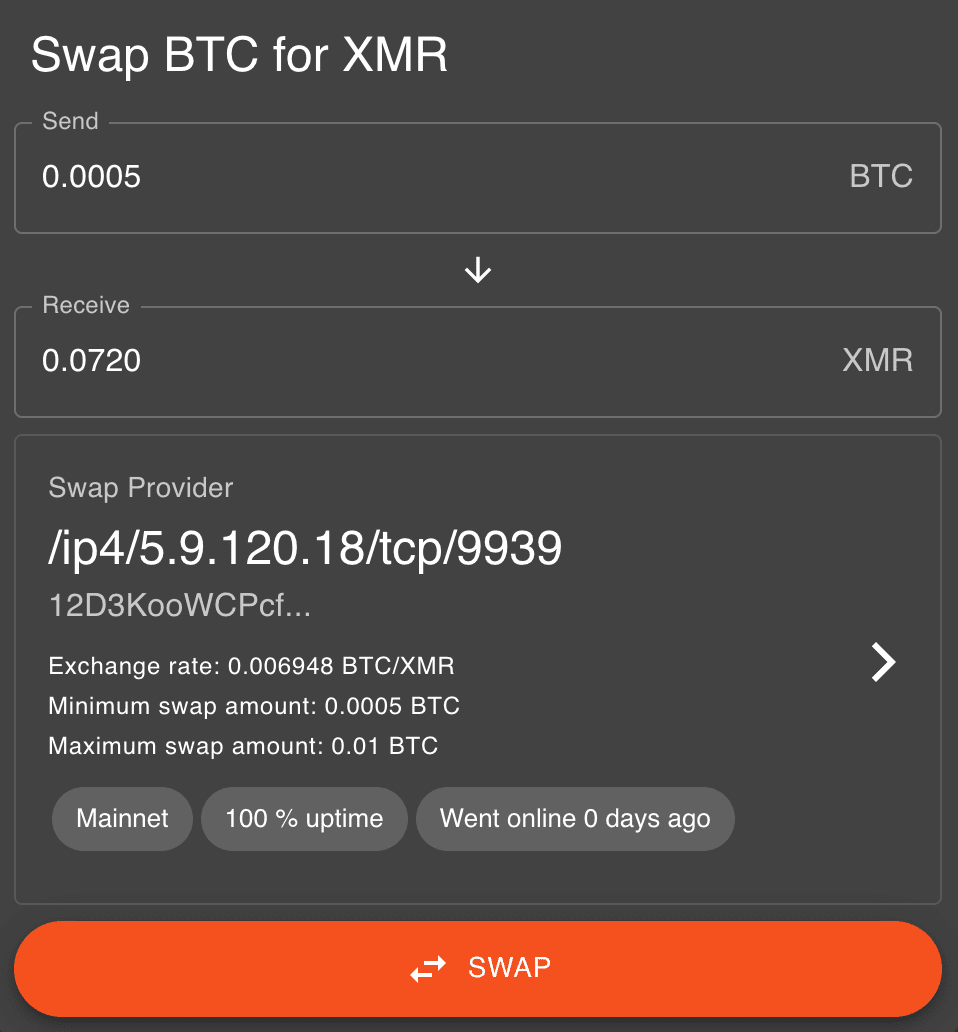 Swap BTC for XMR
Send
0.0005 BTC
Receive
0.0720 XMR
Swap Provider
/ip4/5.9.120.18/tcp/9939
12D3KooWCPcf...
Exchange rate: 0.006948 BTC/XMR
Minimum swap amount: 0.0005 BTC
Maximum swap amount: 0.01 BTC
Mainnet 100 % uptime Went online 0 days ago
SWAP